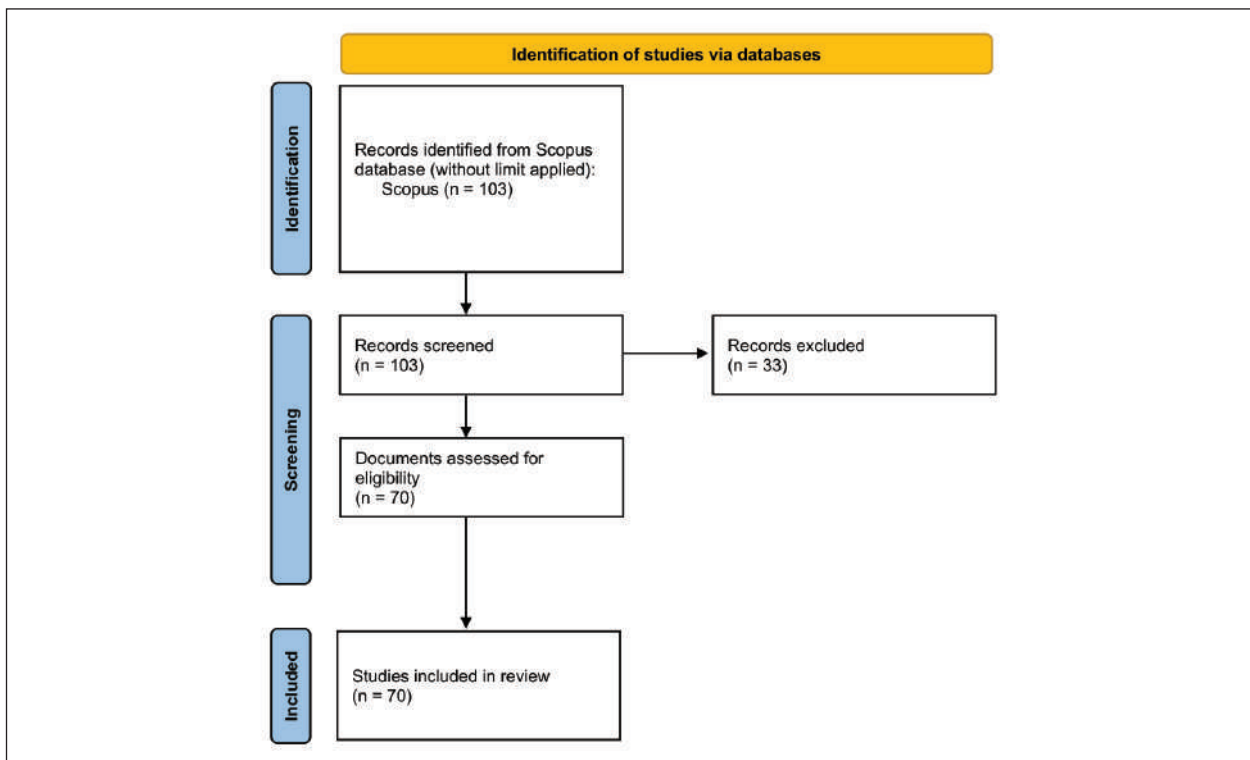 Identification of studies via databases
Identification
Records identified from Scopus
database (without limit applied):
Scopus (n = 103)
Screening
Records screened
(n = 103)
Records excluded
(n = 33)
Documents assessed for
eligibility
(n = 70)
Included
Studies included in review
(n = 70)